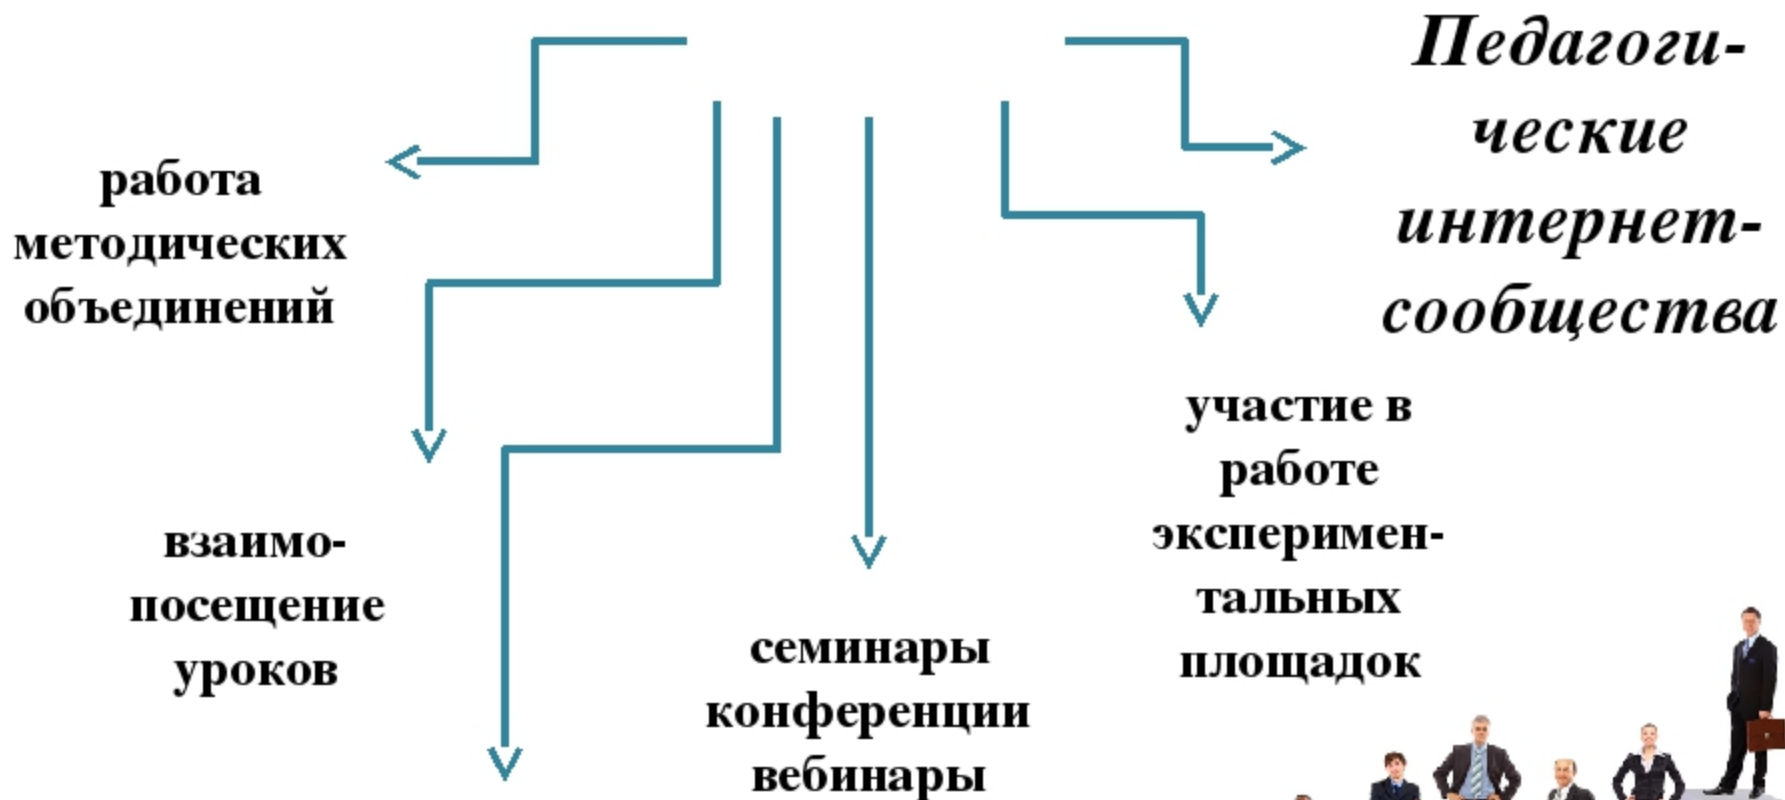 Педагоги-
ческие
интернет-
сообщества
работа
методических
объединений
взаимо-
посещение
уроков
семинары
конференции
вебинары
участие в
работе
эксперимен-
тальных
площадок